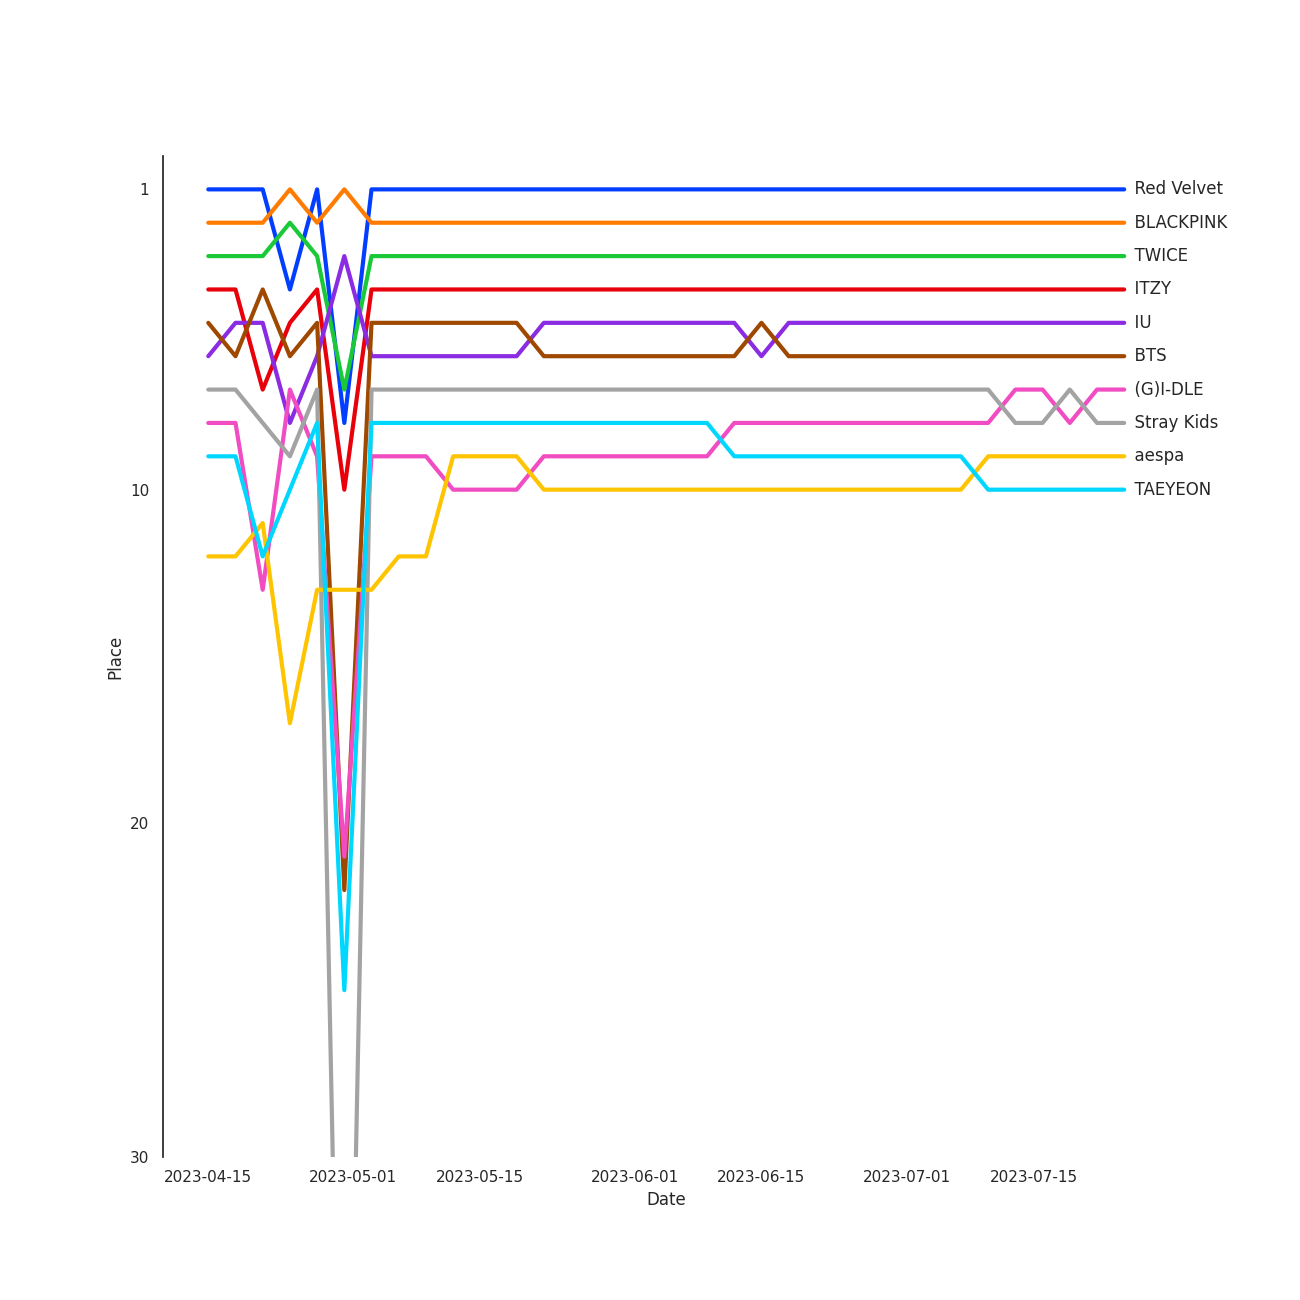 1
10
20
30
Place
2023-04-15
2023-05-01
2023-05-15
2023-06-01
2023-06-15
2023-07-01
2023-07-15
Date
Red Velvet
BLACKPINK
TWICE
ITZY
IU
BTS
(G)I-DLE
Stray Kids
aespa
TAEYEON